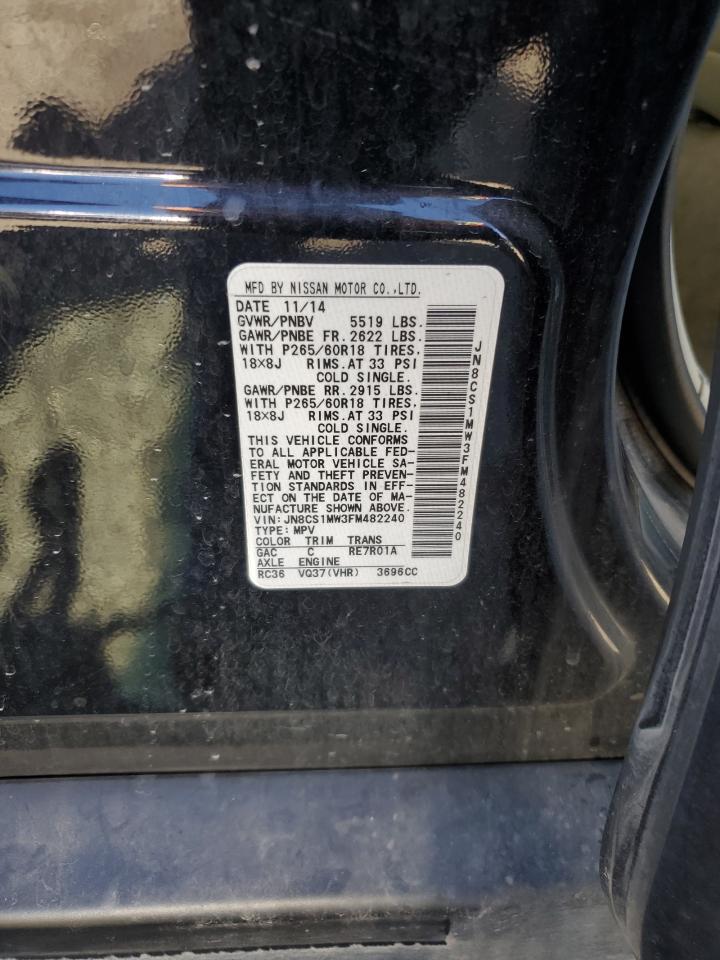 MFD BY NISSAN MOTOR CO.,LTD.
DATE 11/14
GVWR/PNBV 5519 LBS.
GAWR/PNBE FR. 2622 LBS.
WITH P265/60R18 TIRES,
18X8J RIMS.AT 33 PSI
COLD SINGLE.
GAWR/PNBE RR. 2915 LBS.
WITH P265/60R18 TIRES,
18X8J RIMS.AT 33 PSI
COLD SINGLE.
THIS VEHICLE CONFORMS
TO ALL APPLICABLE FED-
ERAL MOTOR VEHICLE SA-
FETY AND THEFT PREVEN-
TION STANDARDS IN EFF-
ECT ON THE DATE OF MA-
NUFACTURE SHOWN ABOVE.
VIN:JN8CS1MW3FM482240
TYPE:MPV
COLOR TRIM TRANS
GAC C RE7R01A
AXLE ENGINE
RC36 VQ37(VHR) 3696CC
JN8CS1MW3FM482240